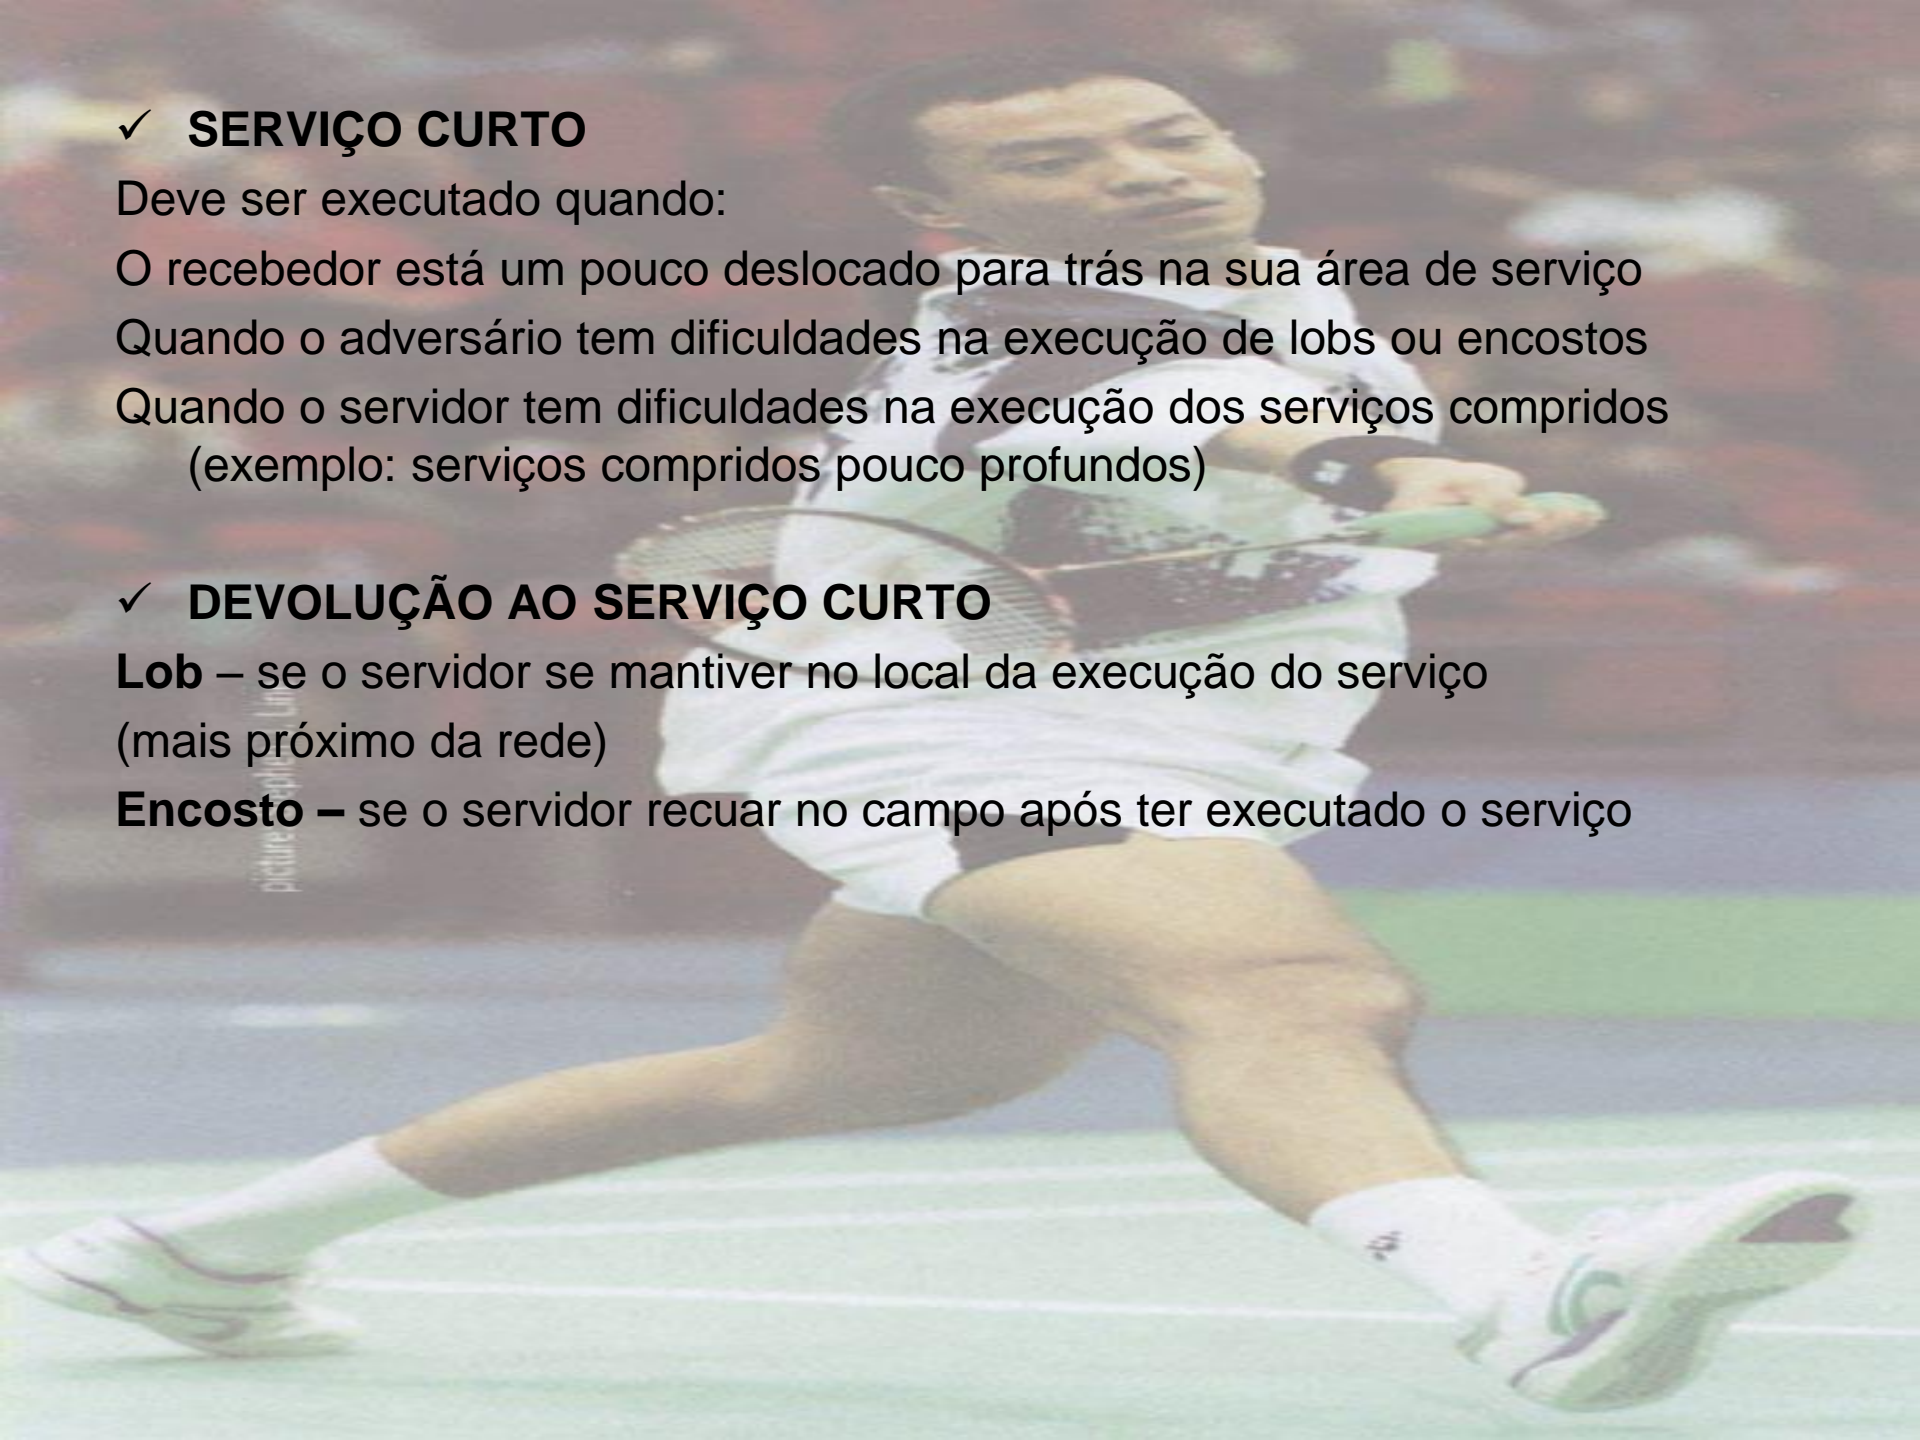 ✓ SERVIÇO CURTO
Deve ser executado quando:
O recebedor está um pouco deslocado para trás na sua área de serviço
Quando o adversário tem dificuldades na execução de lobs ou encostos
Quando o servidor tem dificuldades na execução dos serviços compridos
(exemplo: serviços compridos pouco profundos)
✓ DEVOLUÇÃO AO SERVIÇO CURTO
Lob – se o servidor se mantiver no local da execução do serviço
(mais próximo da rede)
Encosto – se o servidor recuar no campo após ter executado o serviço